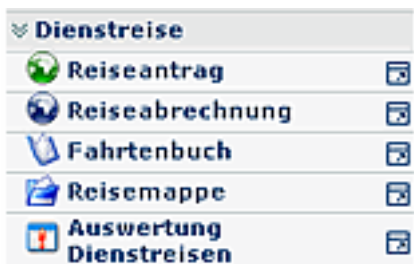 Dienstreise
Reiseantrag
Reiseabrechnung
Fahrtenbuch
Reisemappe
Auswertung
Dienstreisen